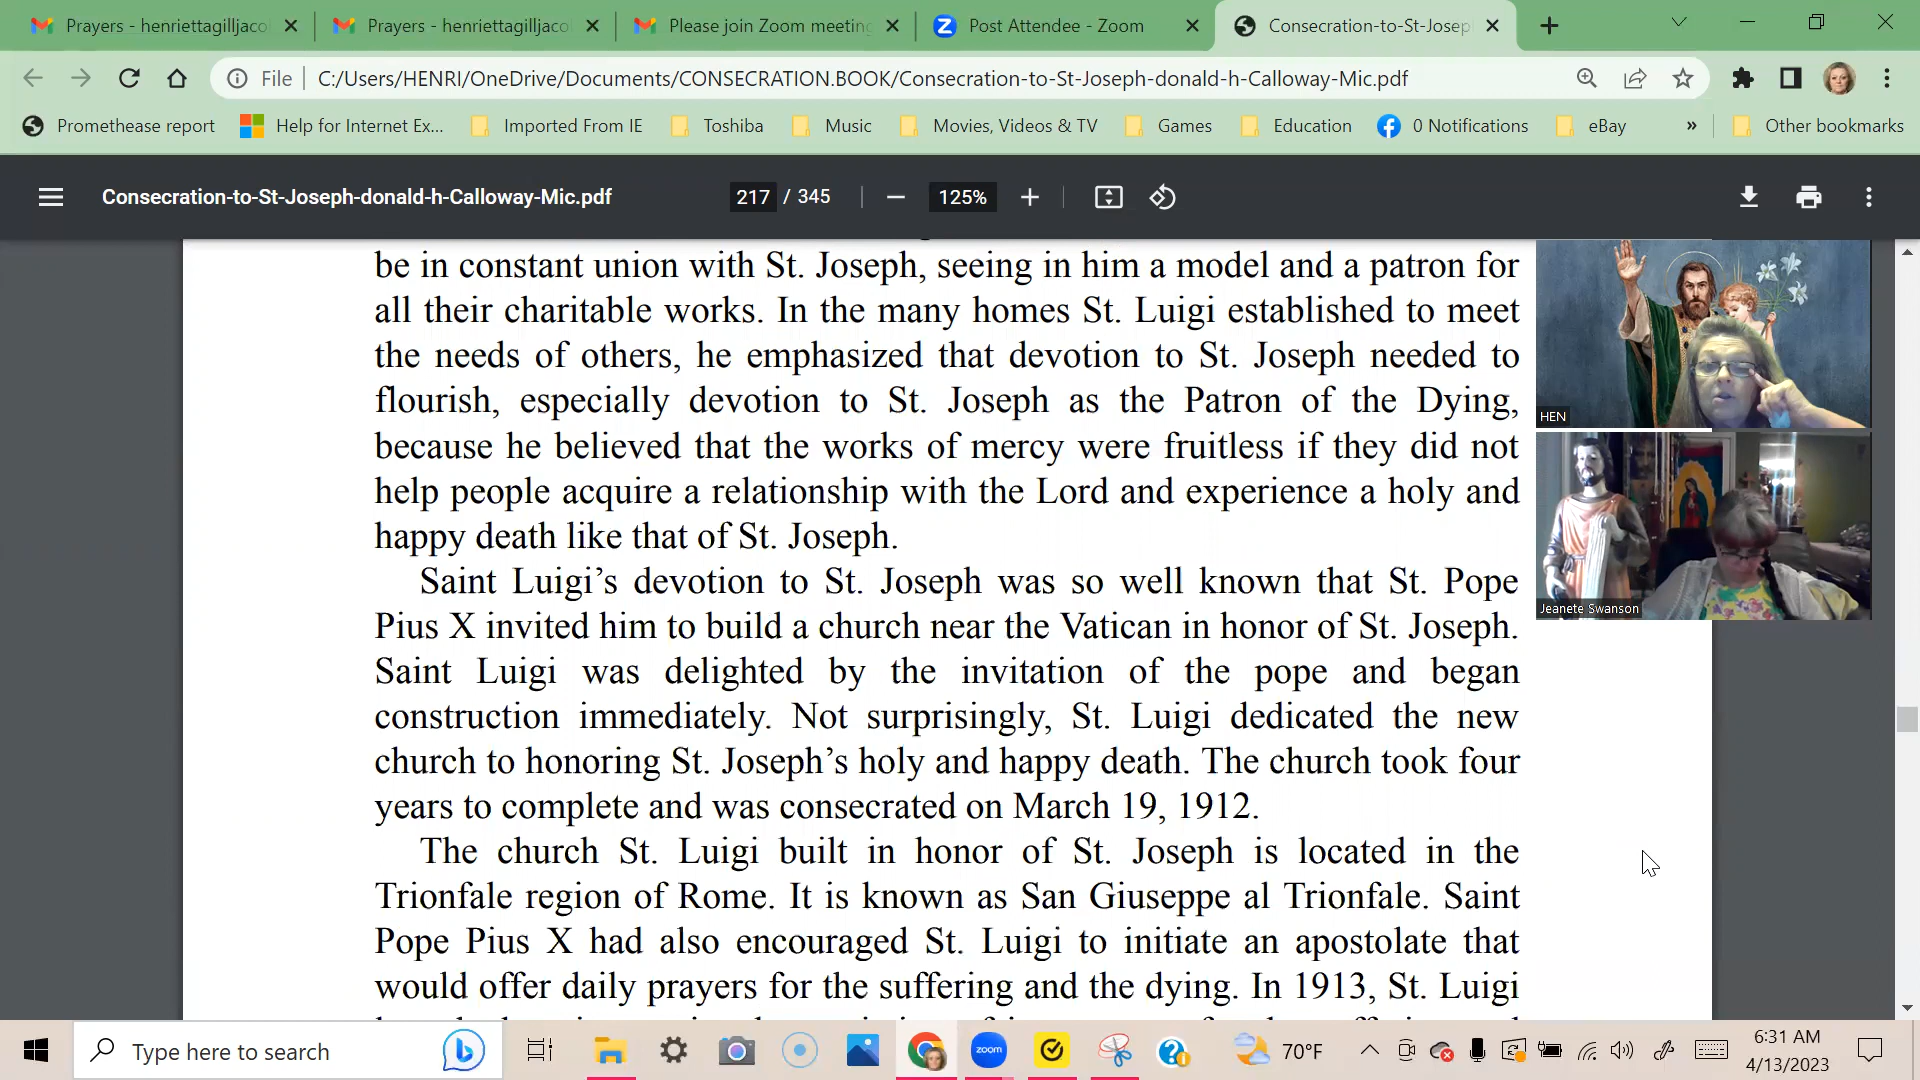 Prayers - henriettagilljaco
Prayers - henriettagilljaco
Please join Zoom meeting
Post Attendee - Zoom
Consecration-to-St-Josep
File
C:/Users/HENRI/OneDrive/Documents/CONSECRATION.BOOK/Consecration-to-St-Joseph-donald-h-Calloway-Mic.pdf
Promethease report
Help for Internet Ex...
Imported From IE
Toshiba
Music
Movies, Videos & TV
Games
Education
0 Notifications
eBay
»
Other bookmarks
Consecration-to-St-Joseph-donald-h-Calloway-Mic.pdf
217 / 345
125%
be in constant union with St. Joseph, seeing in him a model and a patron for
all their charitable works. In the many homes St. Luigi established to meet
the needs of others, he emphasized that devotion to St. Joseph needed to
flourish, especially devotion to St. Joseph as the Patron of the Dying,
because he believed that the works of mercy were fruitless if they did not
help people acquire a relationship with the Lord and experience a holy and
happy death like that of St. Joseph.
Saint Luigi’s devotion to St. Joseph was so well known that St. Pope
Pius X invited him to build a church near the Vatican in honor of St. Joseph.
Saint Luigi was delighted by the invitation of the pope and began
construction immediately. Not surprisingly, St. Luigi dedicated the new
church to honoring St. Joseph’s holy and happy death. The church took four
years to complete and was consecrated on March 19, 1912.
The church St. Luigi built in honor of St. Joseph is located in the
Trionfale region of Rome. It is known as San Giuseppe al Trionfale. Saint
Pope Pius X had also encouraged St. Luigi to initiate an apostolate that
would offer daily prayers for the suffering and the dying. In 1913, St. Luigi
HEN
Jeanete Swanson
Type here to search
zoom
70°F
6:31 AM
4/13/2023